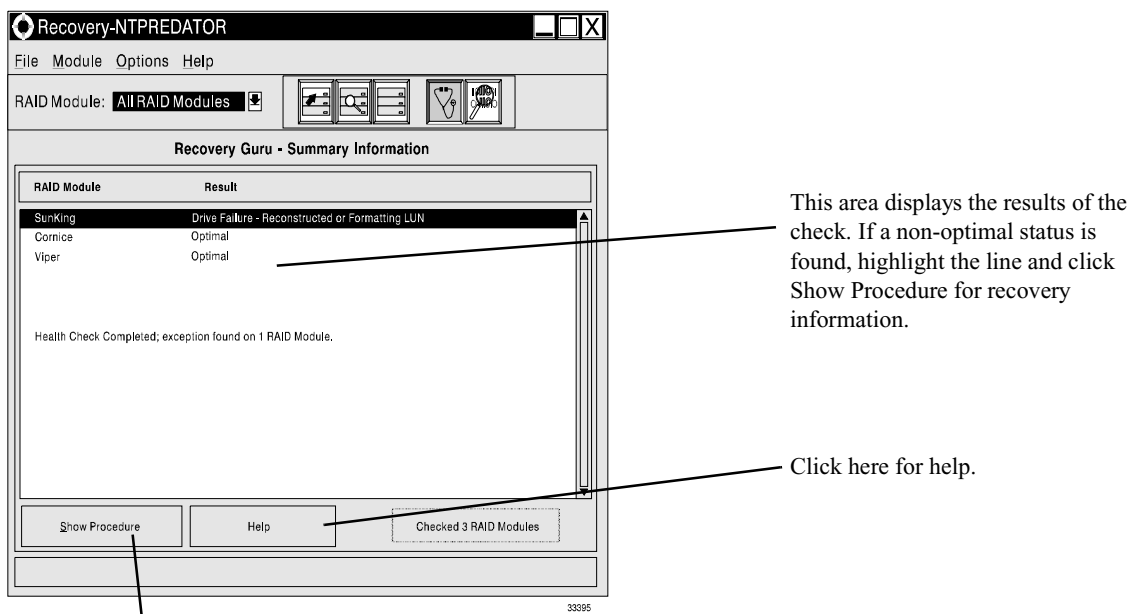 Recovery-NTPREDATOR
File Module Options Help
RAID Module: All RAID Modules
Recovery Guru - Summary Information
RAID Module Result
SunKing Drive Failure - Reconstructed or Formatting LUN
Cornice Optimal
Viper Optimal
Health Check Completed; exception found on 1 RAID Module.
Show Procedure Help Checked 3 RAID Modules
33395
This area displays the results of the
check. If a non-optimal status is
found, highlight the line and click
Show Procedure for recovery
information.
Click here for help.